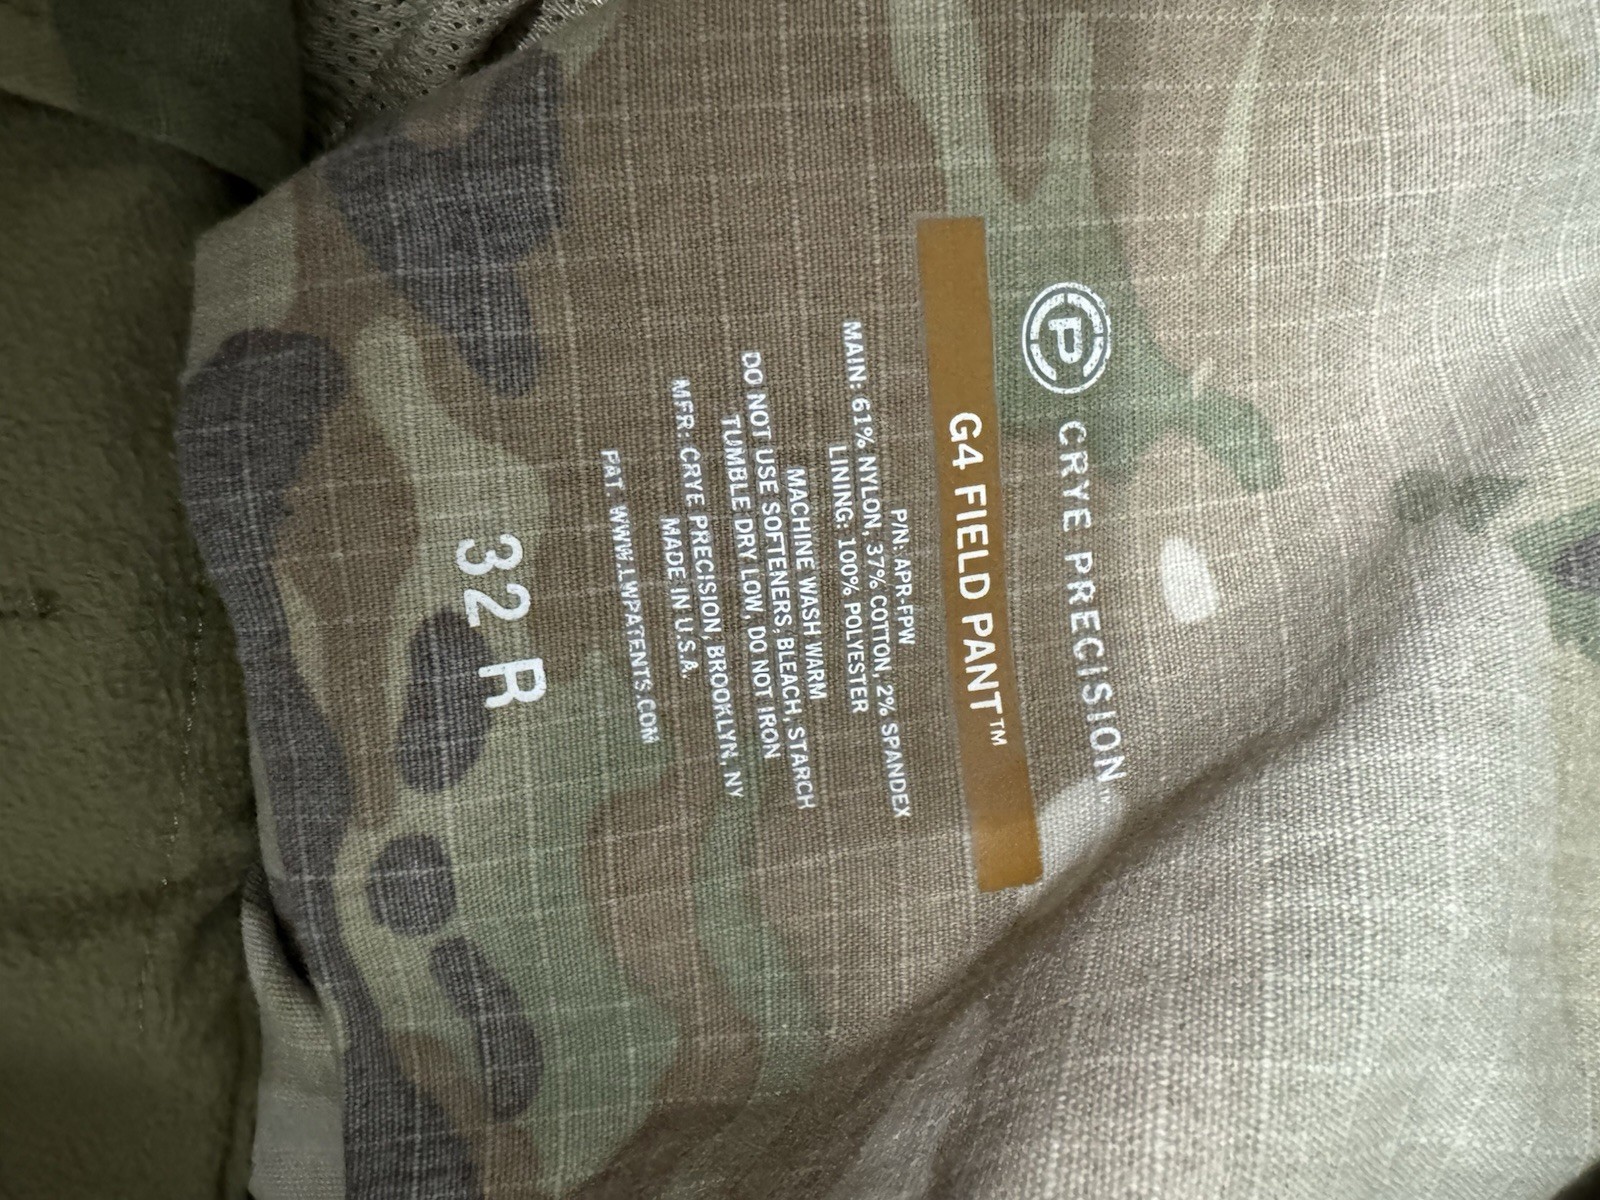 CP CRYE PRECISION™
G4 FIELD PANT™
P/N: APR-FPW
MAIN: 61% NYLON, 37% COTTON, 2% SPANDEX
LINING: 100% POLYESTER
MACHINE WASH WARM
DO NOT USE SOFTENERS, BLEACH, STARCH
TUMBLE DRY LOW, DO NOT IRON
MFR: CRYE PRECISION, BROOKLYN, NY
MADE IN U.S.A.
PAT. WWW.LWPATENTS.COM
32 R